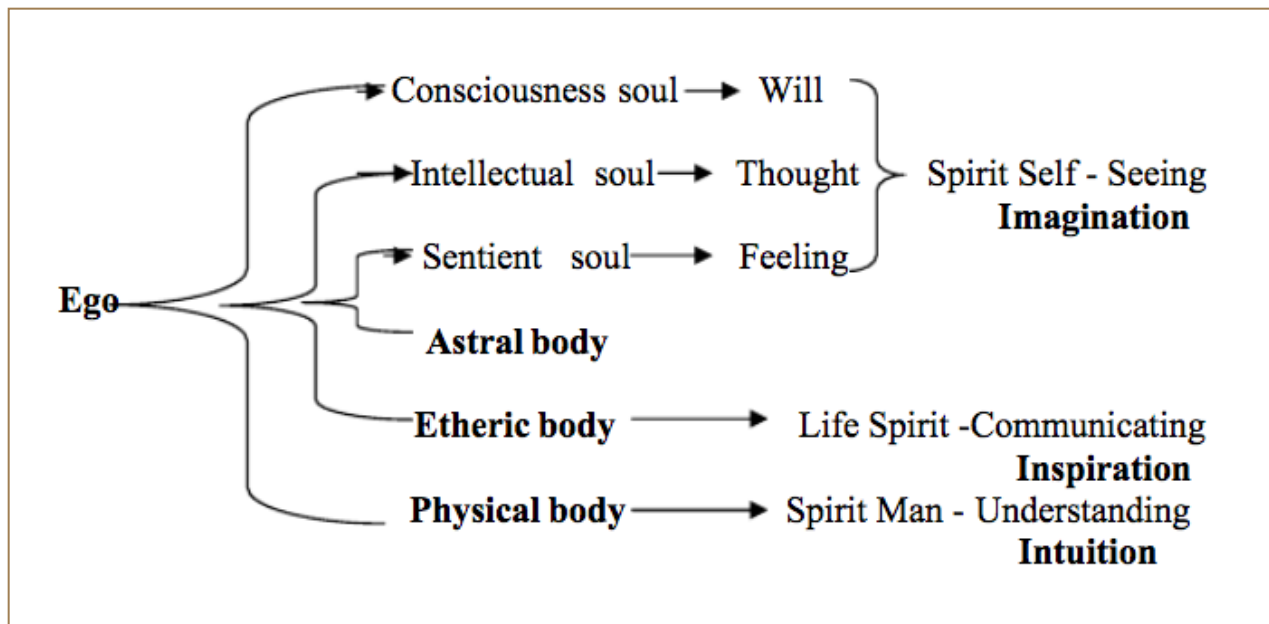 Consciousness soul Will
Intellectual soul Thought Spirit Self - Seeing
Imagination
Sentient soul Feeling
Ego
Astral body
Etheric body Life Spirit -Communicating
Inspiration
Physical body Spirit Man - Understanding
Intuition